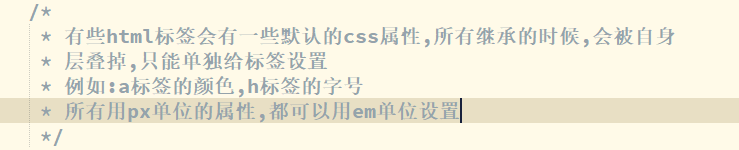 /*
* 有些html标签会有一些默认的css属性,所有继承的时候,会被自身
* 层叠掉,只能单独给标签设置
* 例如:a标签的颜色,h标签的字号
* 所有用px单位的属性,都可以用em单位设置
*/